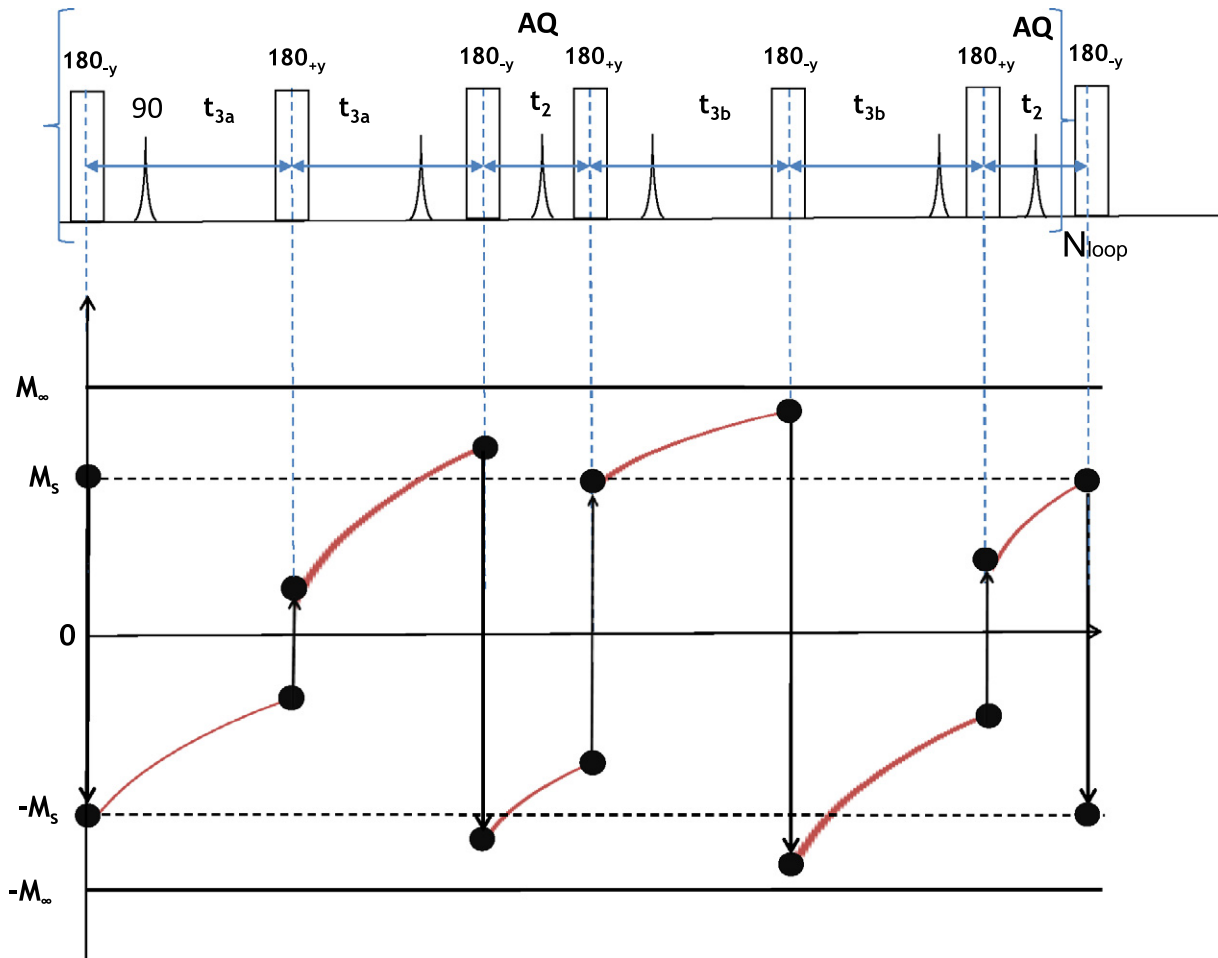 AQ AQ
180-y 180+y 180-y 180+y 180-y 180+y 180-y
90 t3a t3a t2 t3b t3b t2
Nloop
M∞
Ms
0
-Ms
-M∞